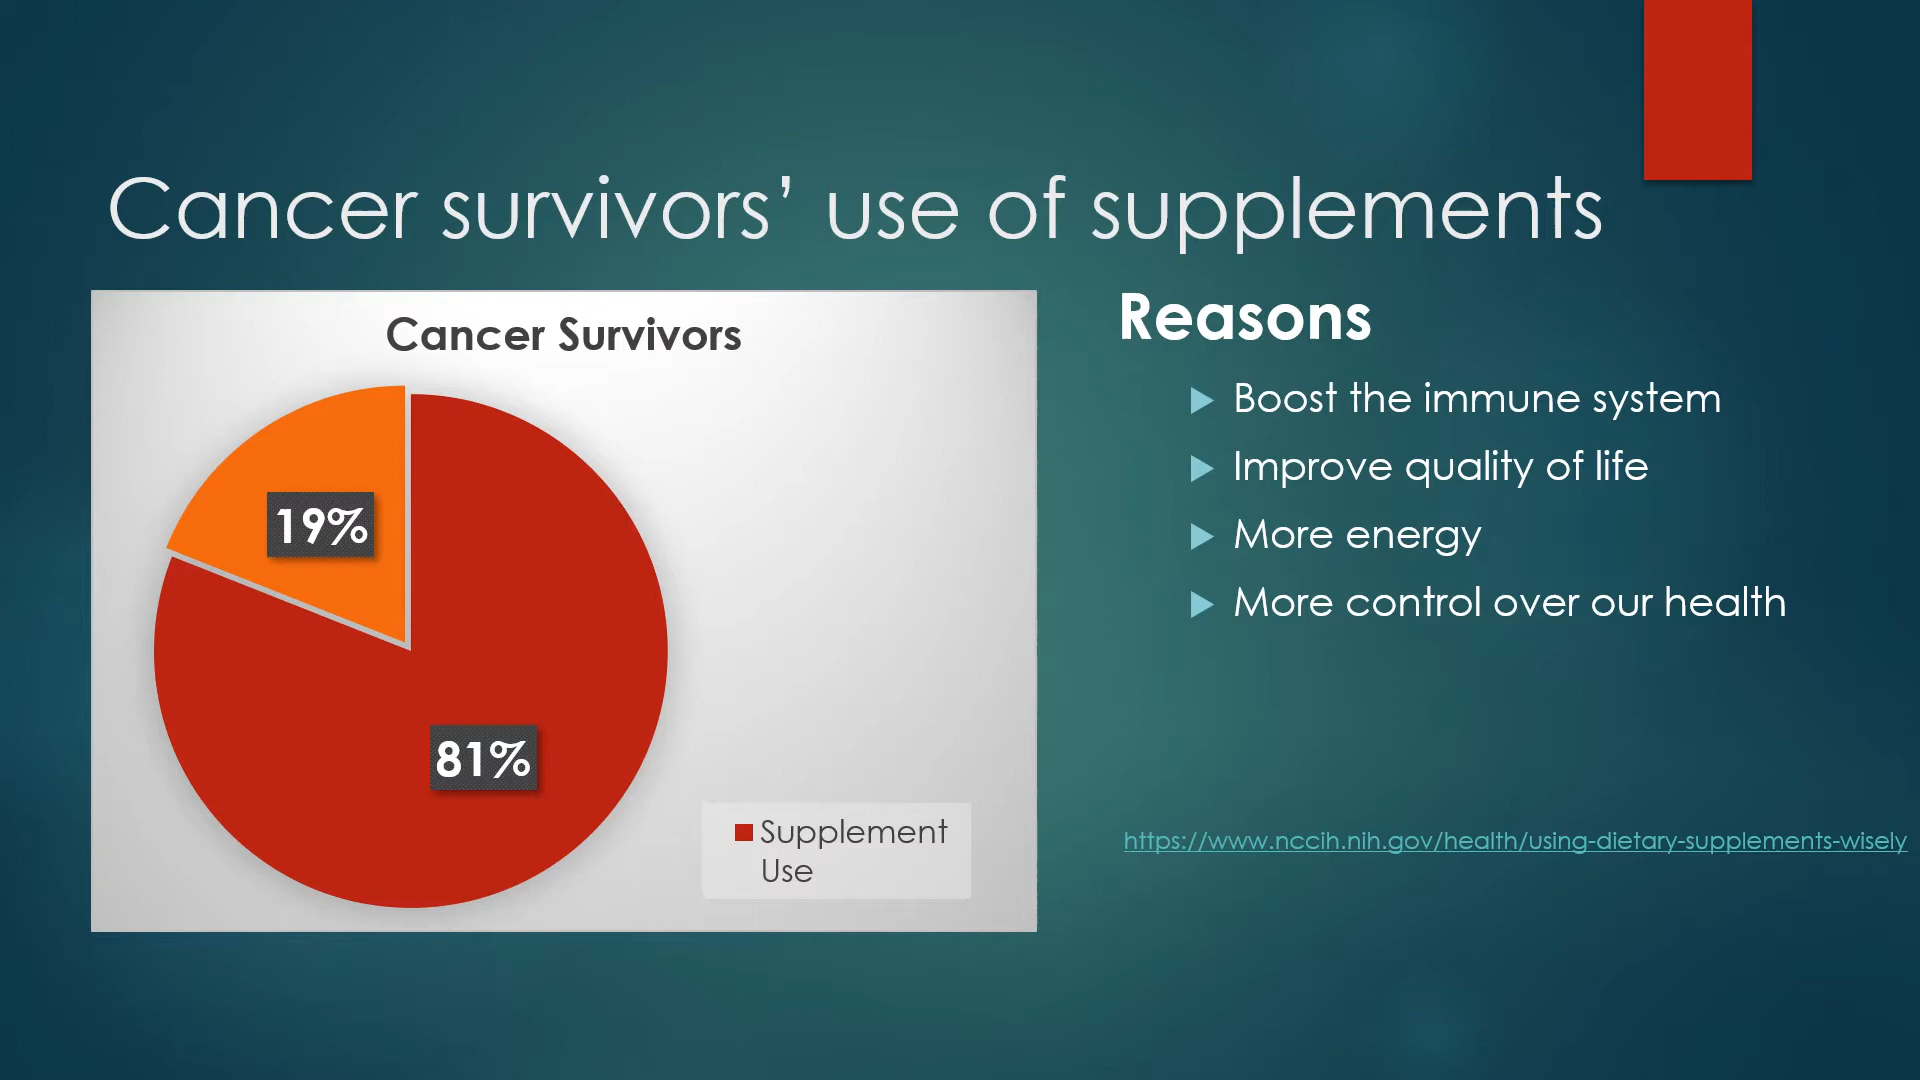 Cancer survivors’ use of supplements
Cancer Survivors
19%
81%
Supplement
Use
Reasons
Boost the immune system
Improve quality of life
More energy
More control over our health
https://www.nccih.nih.gov/health/using-dietary-supplements-wisely